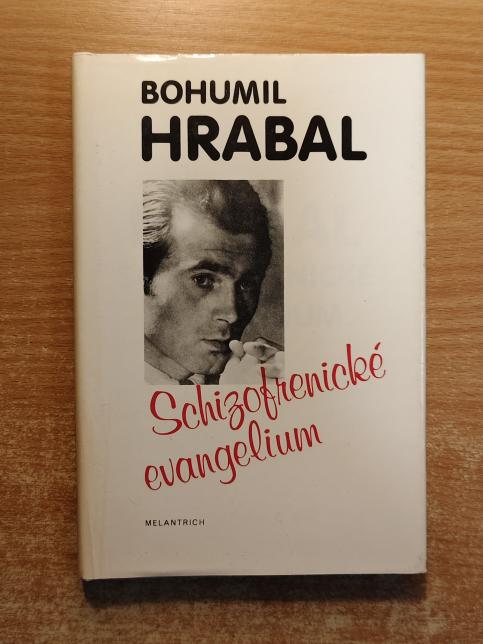 BOHUMIL
HRABAL
Schizofrenické
evangelium
MELANTRICH